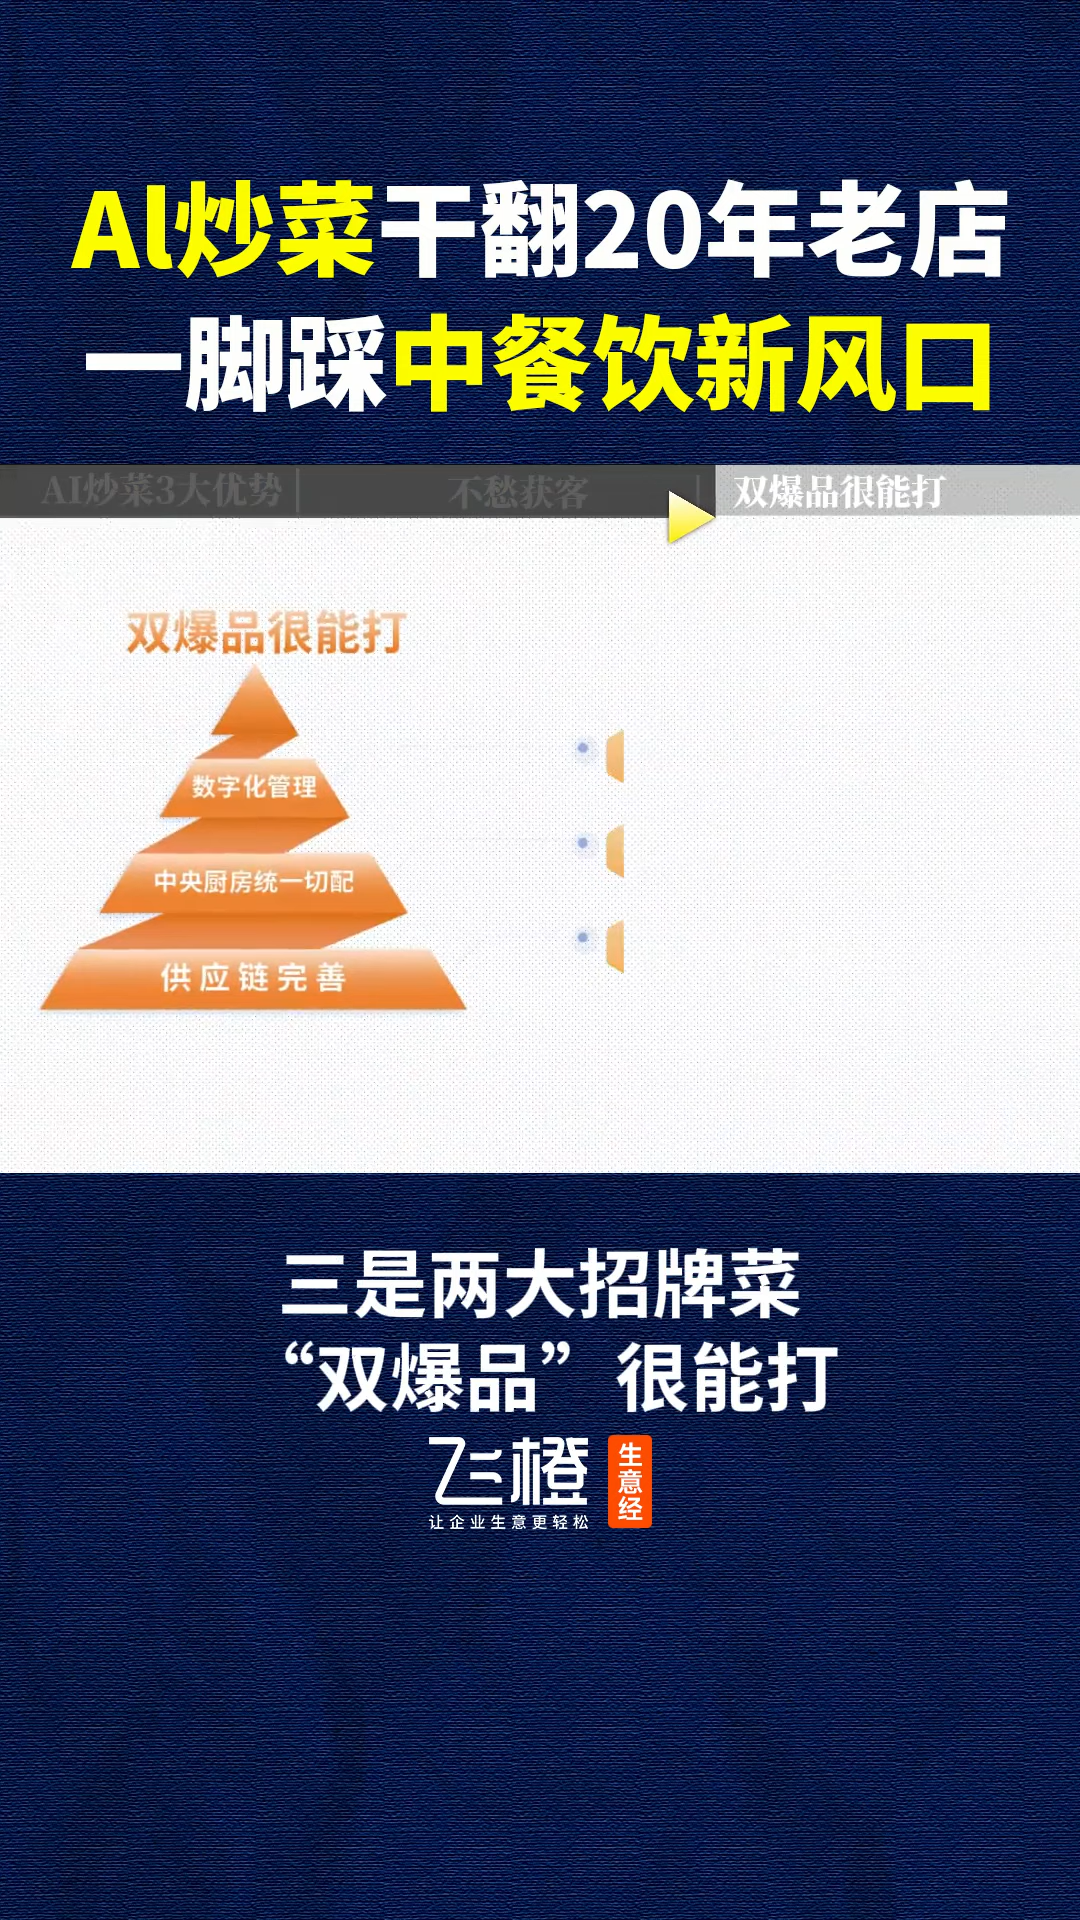 AI炒菜干翻20年老店
一脚踩中餐饮新风口
AI炒菜3大优势
不愁获客
双爆品很能打
双爆品很能打
数字化管理
中央厨房统一切配
供应链完善
三是两大招牌菜
“双爆品”很能打
飞橙
生意经
让企业生意更轻松